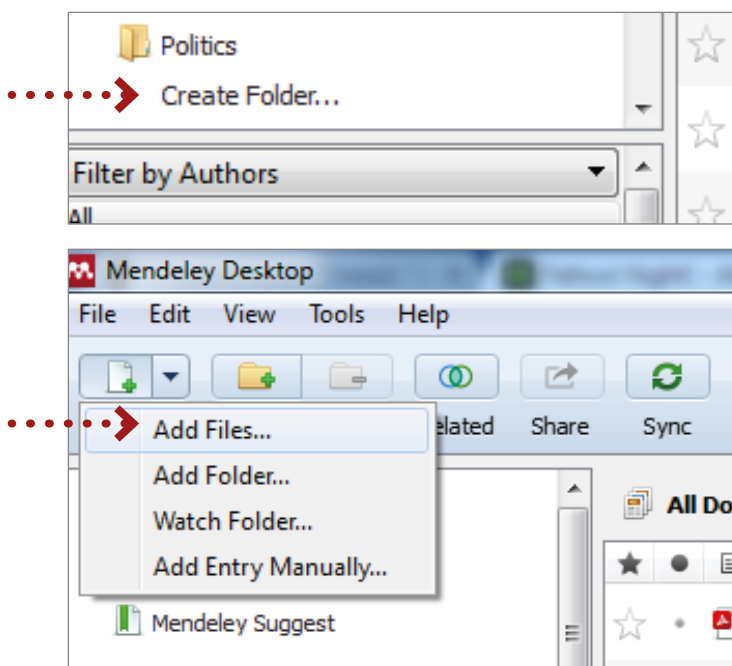 Politics
Create Folder...
Filter by Authors
All
Mendeley Desktop
File Edit View Tools Help
elated Share Sync
Add Files...
Add Folder...
Watch Folder...
Add Entry Manually...
All Do
Mendeley Suggest